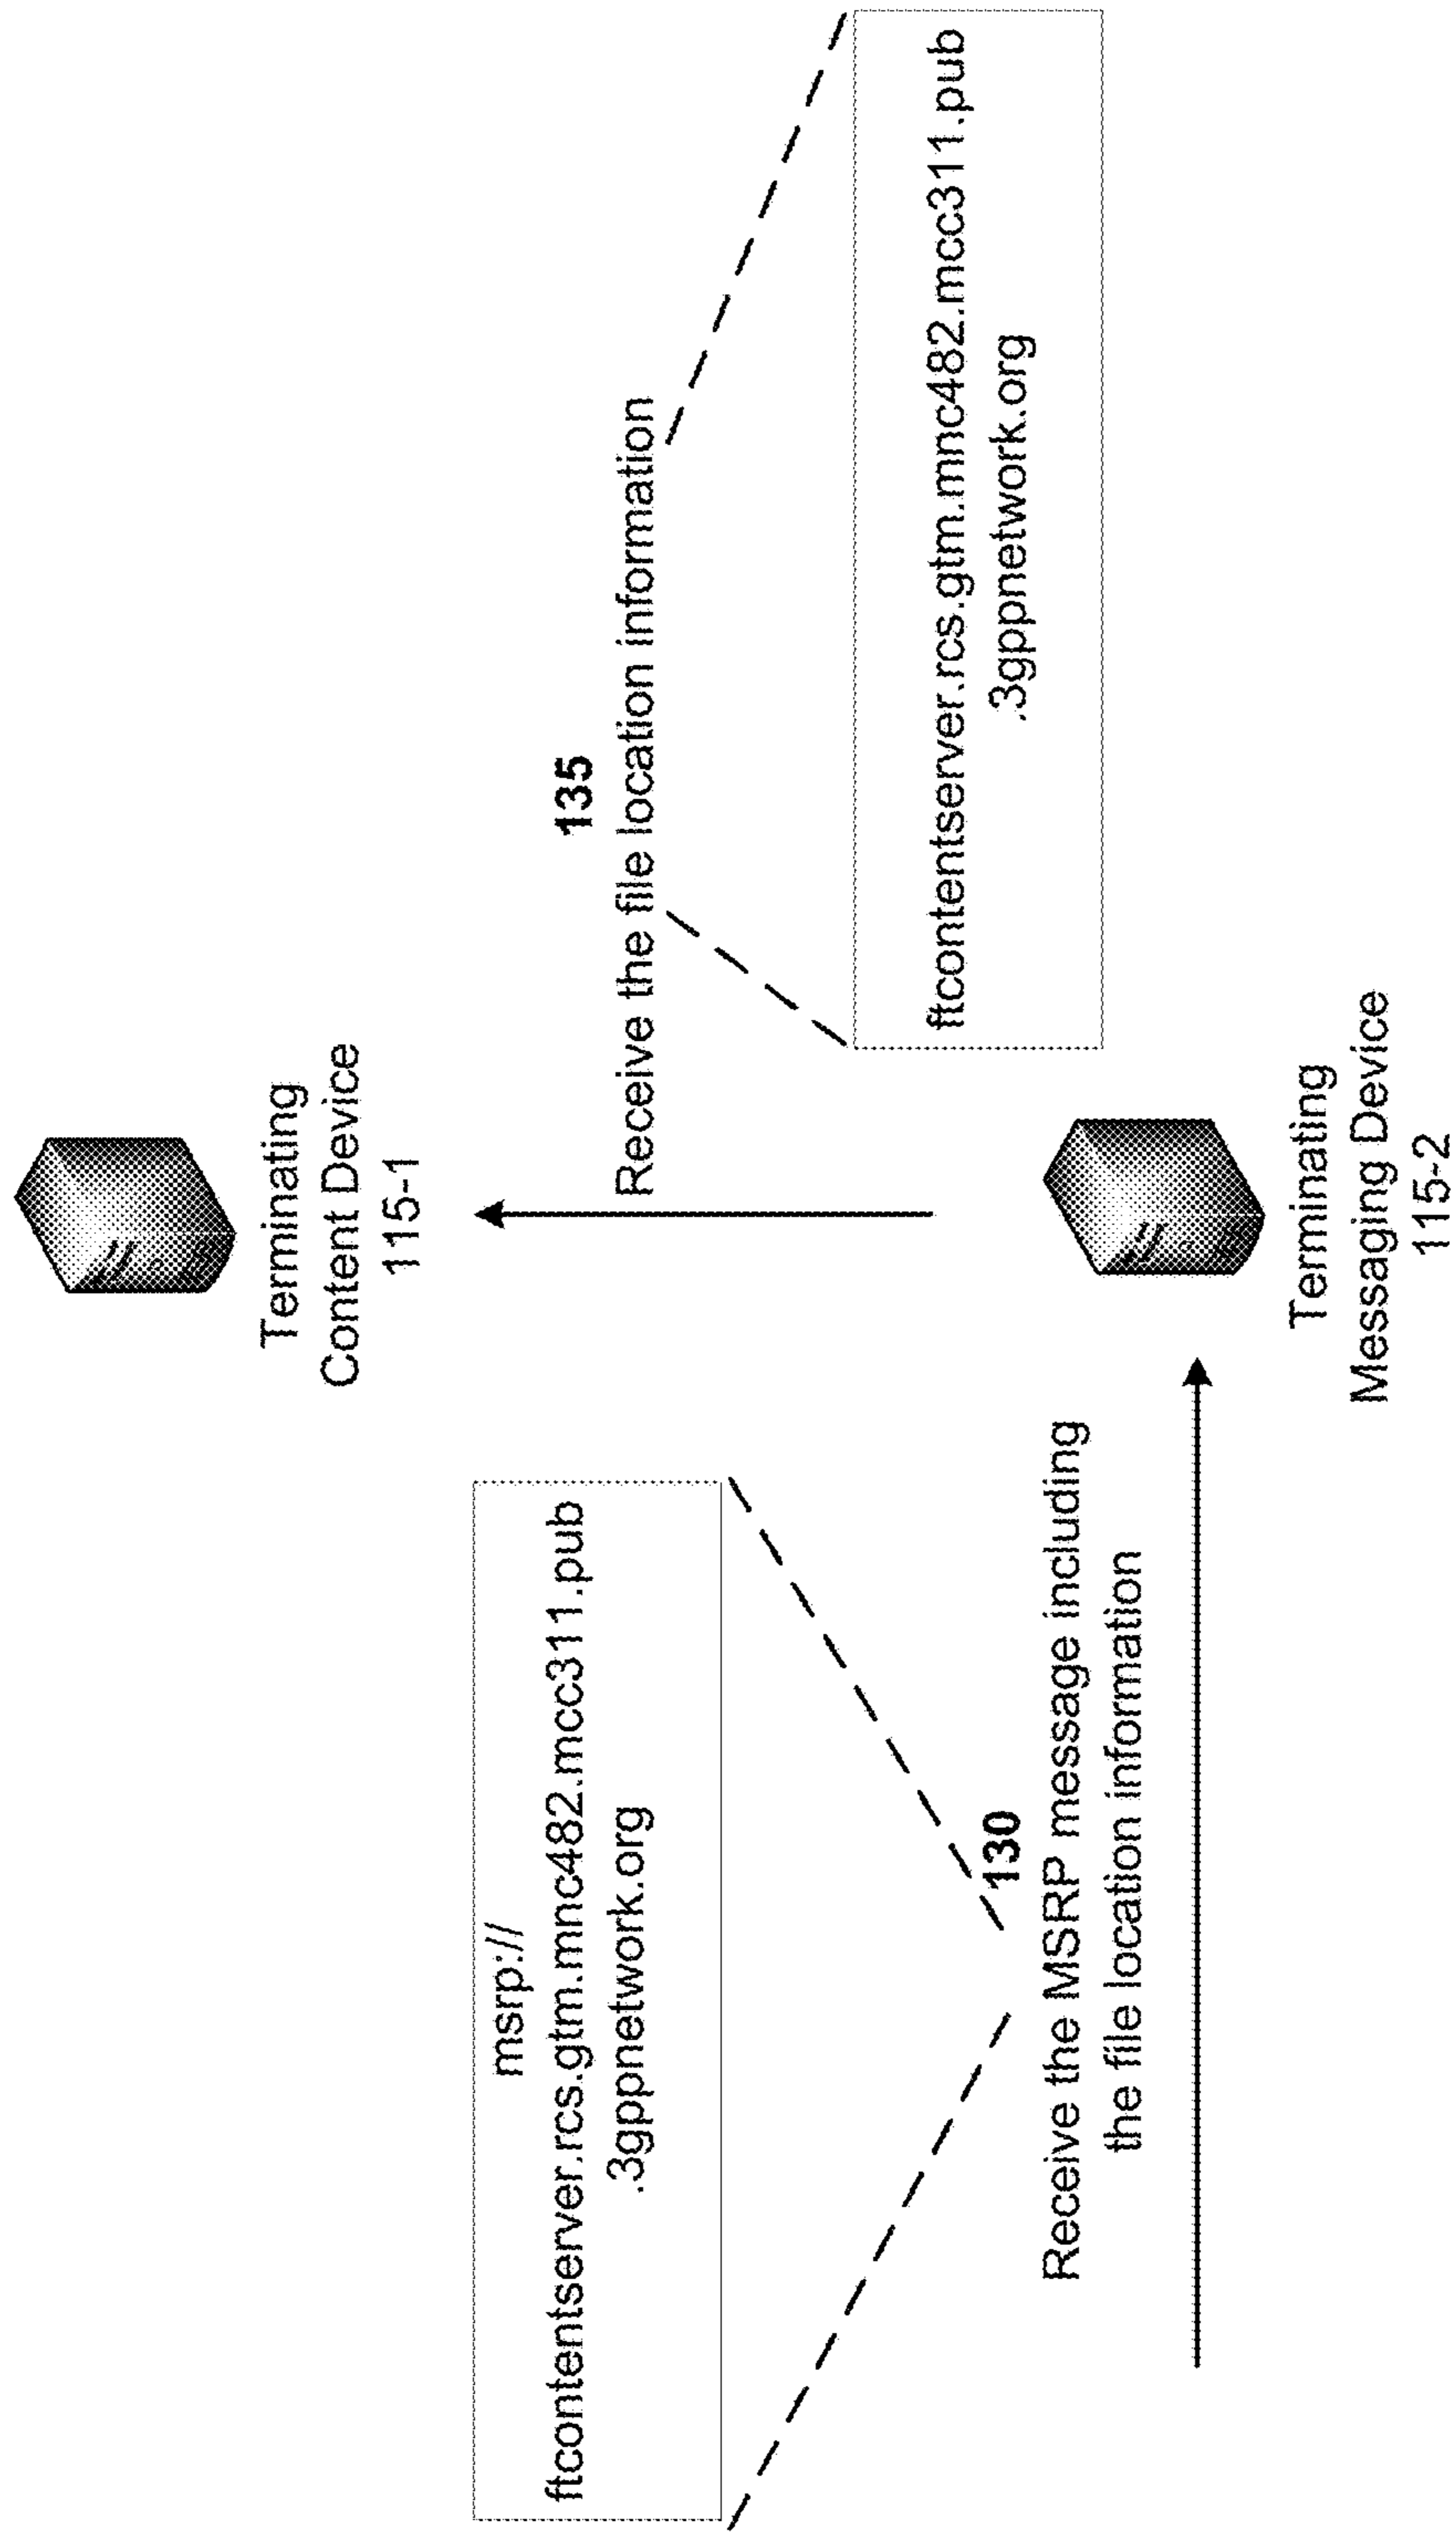 Terminating
Content Device
115-1
msrp://
ftcontentserver.rcs.gtm.mnc482.mcc311.pub
.3gppnetwork.org
135
Receive the file location information
ftcontentserver.rcs.gtm.mnc482.mcc311.pub
.3gppnetwork.org
130
Receive the MSRP message including
the file location information
Terminating
Messaging Device
115-2